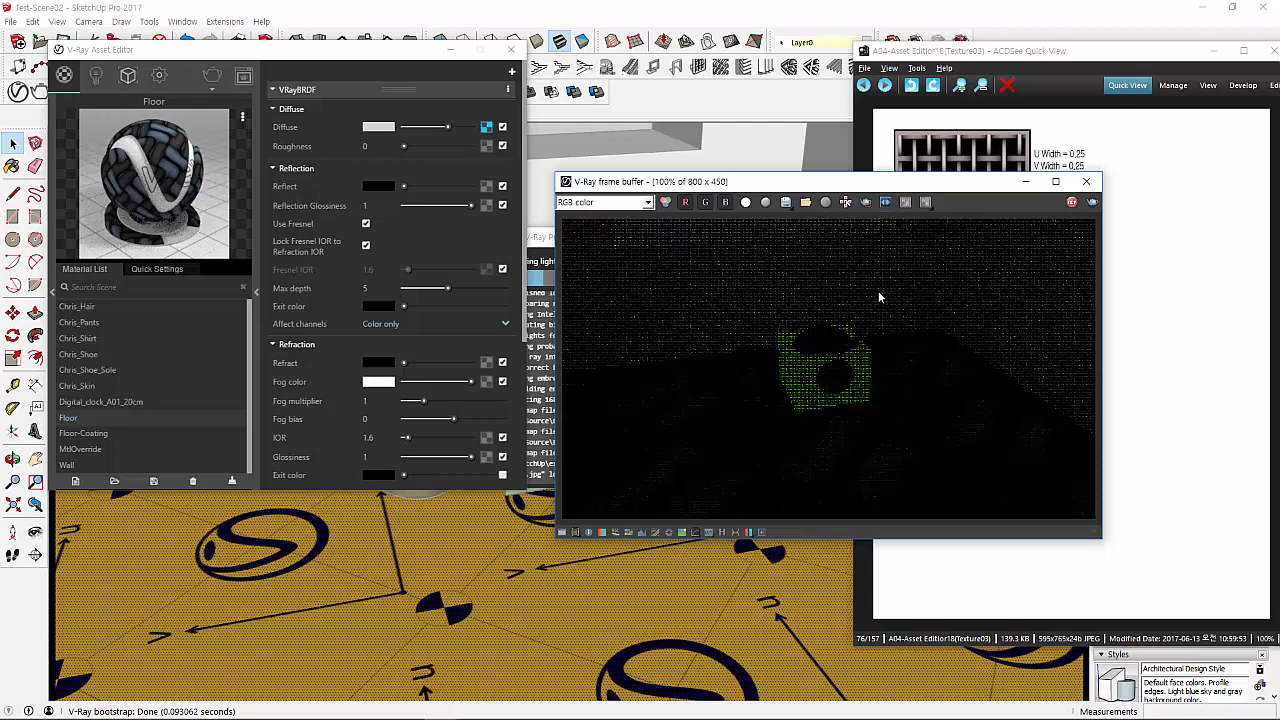 Test-Scene02 - SketchUp Pro 2017
File Edit View Camera Draw Tools Window Extensions Help
Layer0
V-Ray Asset Editor
Floor
Material List
Quick Settings
Search Scene
Chris_Hair
Chris_Pants
Chris_Shirt
Chris_Shoe
Chris_Shoe_Sole
Chris_Skin
Digital_clock_A01_20cm
Floor
Floor-Coating
MtlOverride
Wall
VRayBRDF
Diffuse
Diffuse
Roughness 0
Reflection
Reflect
Reflection Glossiness 1
Use Fresnel
Lock Fresnel IOR to
Refraction IOR
Fresnel IOR 1.6
Max depth 5
Exit color
Affect channels Color only
Refraction
Refract
Fog color
Fog multiplier 1
Fog bias 0
IOR 1.6
Glossiness 1
Exit color
V-Ray frame buffer - [100% of 800 x 450]
RGB color
R G B
A04-Asset Editior18(Texture03) - ACDSee Quick View
File View Tools Help
Quick View Manage View Develop
U Width = 0,25
V Width = 0,25
76/157 A04-Asset Editior18(Texture03) 139.3 KB 595x765x24b JPEG Modified Date: 2017-06-13 오전 10:59:53 100%
Styles
Architectural Design Style
Default face colors. Profile
edges. Light blue sky and gray
background color.
V-Ray bootstrap: Done (0.093062 seconds)
Measurements